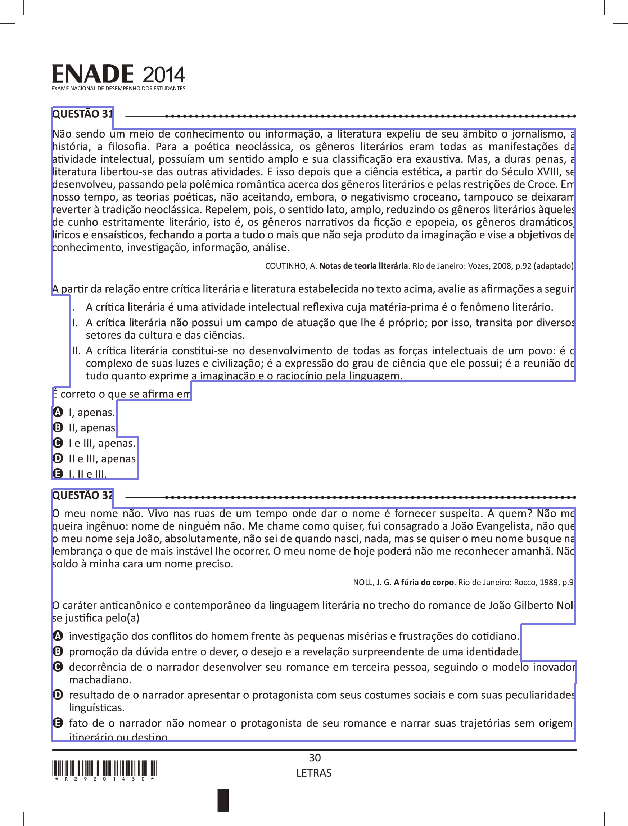 ENADE 2014
EXAME NACIONAL DE DESEMPENHO DOS ESTUDANTES
QUESTÃO 31
Não sendo um meio de conhecimento ou informação, a literatura expeliu de seu âmbito o jornalismo, a
história, a filosofia. Para a poética neoclássica, os gêneros literários eram todas as manifestações da
atividade intelectual, possuíam um sentido amplo e sua classificação era exaustiva. Mas, a duras penas, a
literatura libertou-se das outras atividades. E isso depois que a ciência estética, a partir do Século XVIII, se
desenvolveu, passando pela polêmica romântica acerca dos gêneros literários e pelas restrições de Croce. Em
nosso tempo, as teorias poéticas, não aceitando, embora, o negativismo croceano, tampouco se deixaram
reverter à tradição neoclássica. Repelem, pois, o sentido lato, amplo, reduzindo os gêneros literários àqueles
de cunho estritamente literário, isto é, os gêneros narrativos da ficção e epopeia, os gêneros dramáticos,
líricos e ensaísticos, fechando a porta a tudo o mais que não seja produto da imaginação e vise a objetivos de
conhecimento, investigação, informação, análise.
COUTINHO, A. Notas de teoria literária. Rio de Janeiro: Vozes, 2008, p.92 (adaptado)
A partir da relação entre crítica literária e literatura estabelecida no texto acima, avalie as afirmações a seguir
I. A crítica literária é uma atividade intelectual reflexiva cuja matéria-prima é o fenômeno literário.
II. A crítica literária não possui um campo de atuação que lhe é próprio; por isso, transita por diversos
setores da cultura e das ciências.
III. A crítica literária constitui-se no desenvolvimento de todas as forças intelectuais de um povo: é o
complexo de suas luzes e civilização; é a expressão do grau de ciência que ele possui; é a reunião de
tudo quanto exprime a imaginação e o raciocínio pela linguagem.
É correto o que se afirma em
A I, apenas.
B II, apenas
C I e III, apenas.
D II e III, apenas
E I, II e III.
QUESTÃO 32
O meu nome não. Vivo nas ruas de um tempo onde dar o nome é fornecer suspeita. A quem? Não me
queira ingênuo: nome de ninguém não. Me chame como quiser, fui consagrado a João Evangelista, não que
o meu nome seja João, absolutamente, não sei de quando nasci, nada, mas se quiser o meu nome busque na
lembrança o que de mais instável lhe ocorrer. O meu nome de hoje poderá não me reconhecer amanhã. Não
soldo à minha cara um nome preciso.
NOLL, J. G. A fúria do corpo. Rio de Janeiro: Rocco, 1989, p.9
O caráter anticanônico e contemporâneo da linguagem literária no trecho do romance de João Gilberto Noll
se justifica pelo(a)
A investigação dos conflitos do homem frente às pequenas misérias e frustrações do cotidiano.
B promoção da dúvida entre o dever, o desejo e a revelação surpreendente de uma identidade.
C decorrência de o narrador desenvolver seu romance em terceira pessoa, seguindo o modelo inovador
machadiano.
D resultado de o narrador apresentar o protagonista com seus costumes sociais e com suas peculiaridades
linguísticas.
E fato de o narrador não nomear o protagonista de seu romance e narrar suas trajetórias sem origem,
itinerário ou destino
30
LETRAS
*R2920143０*